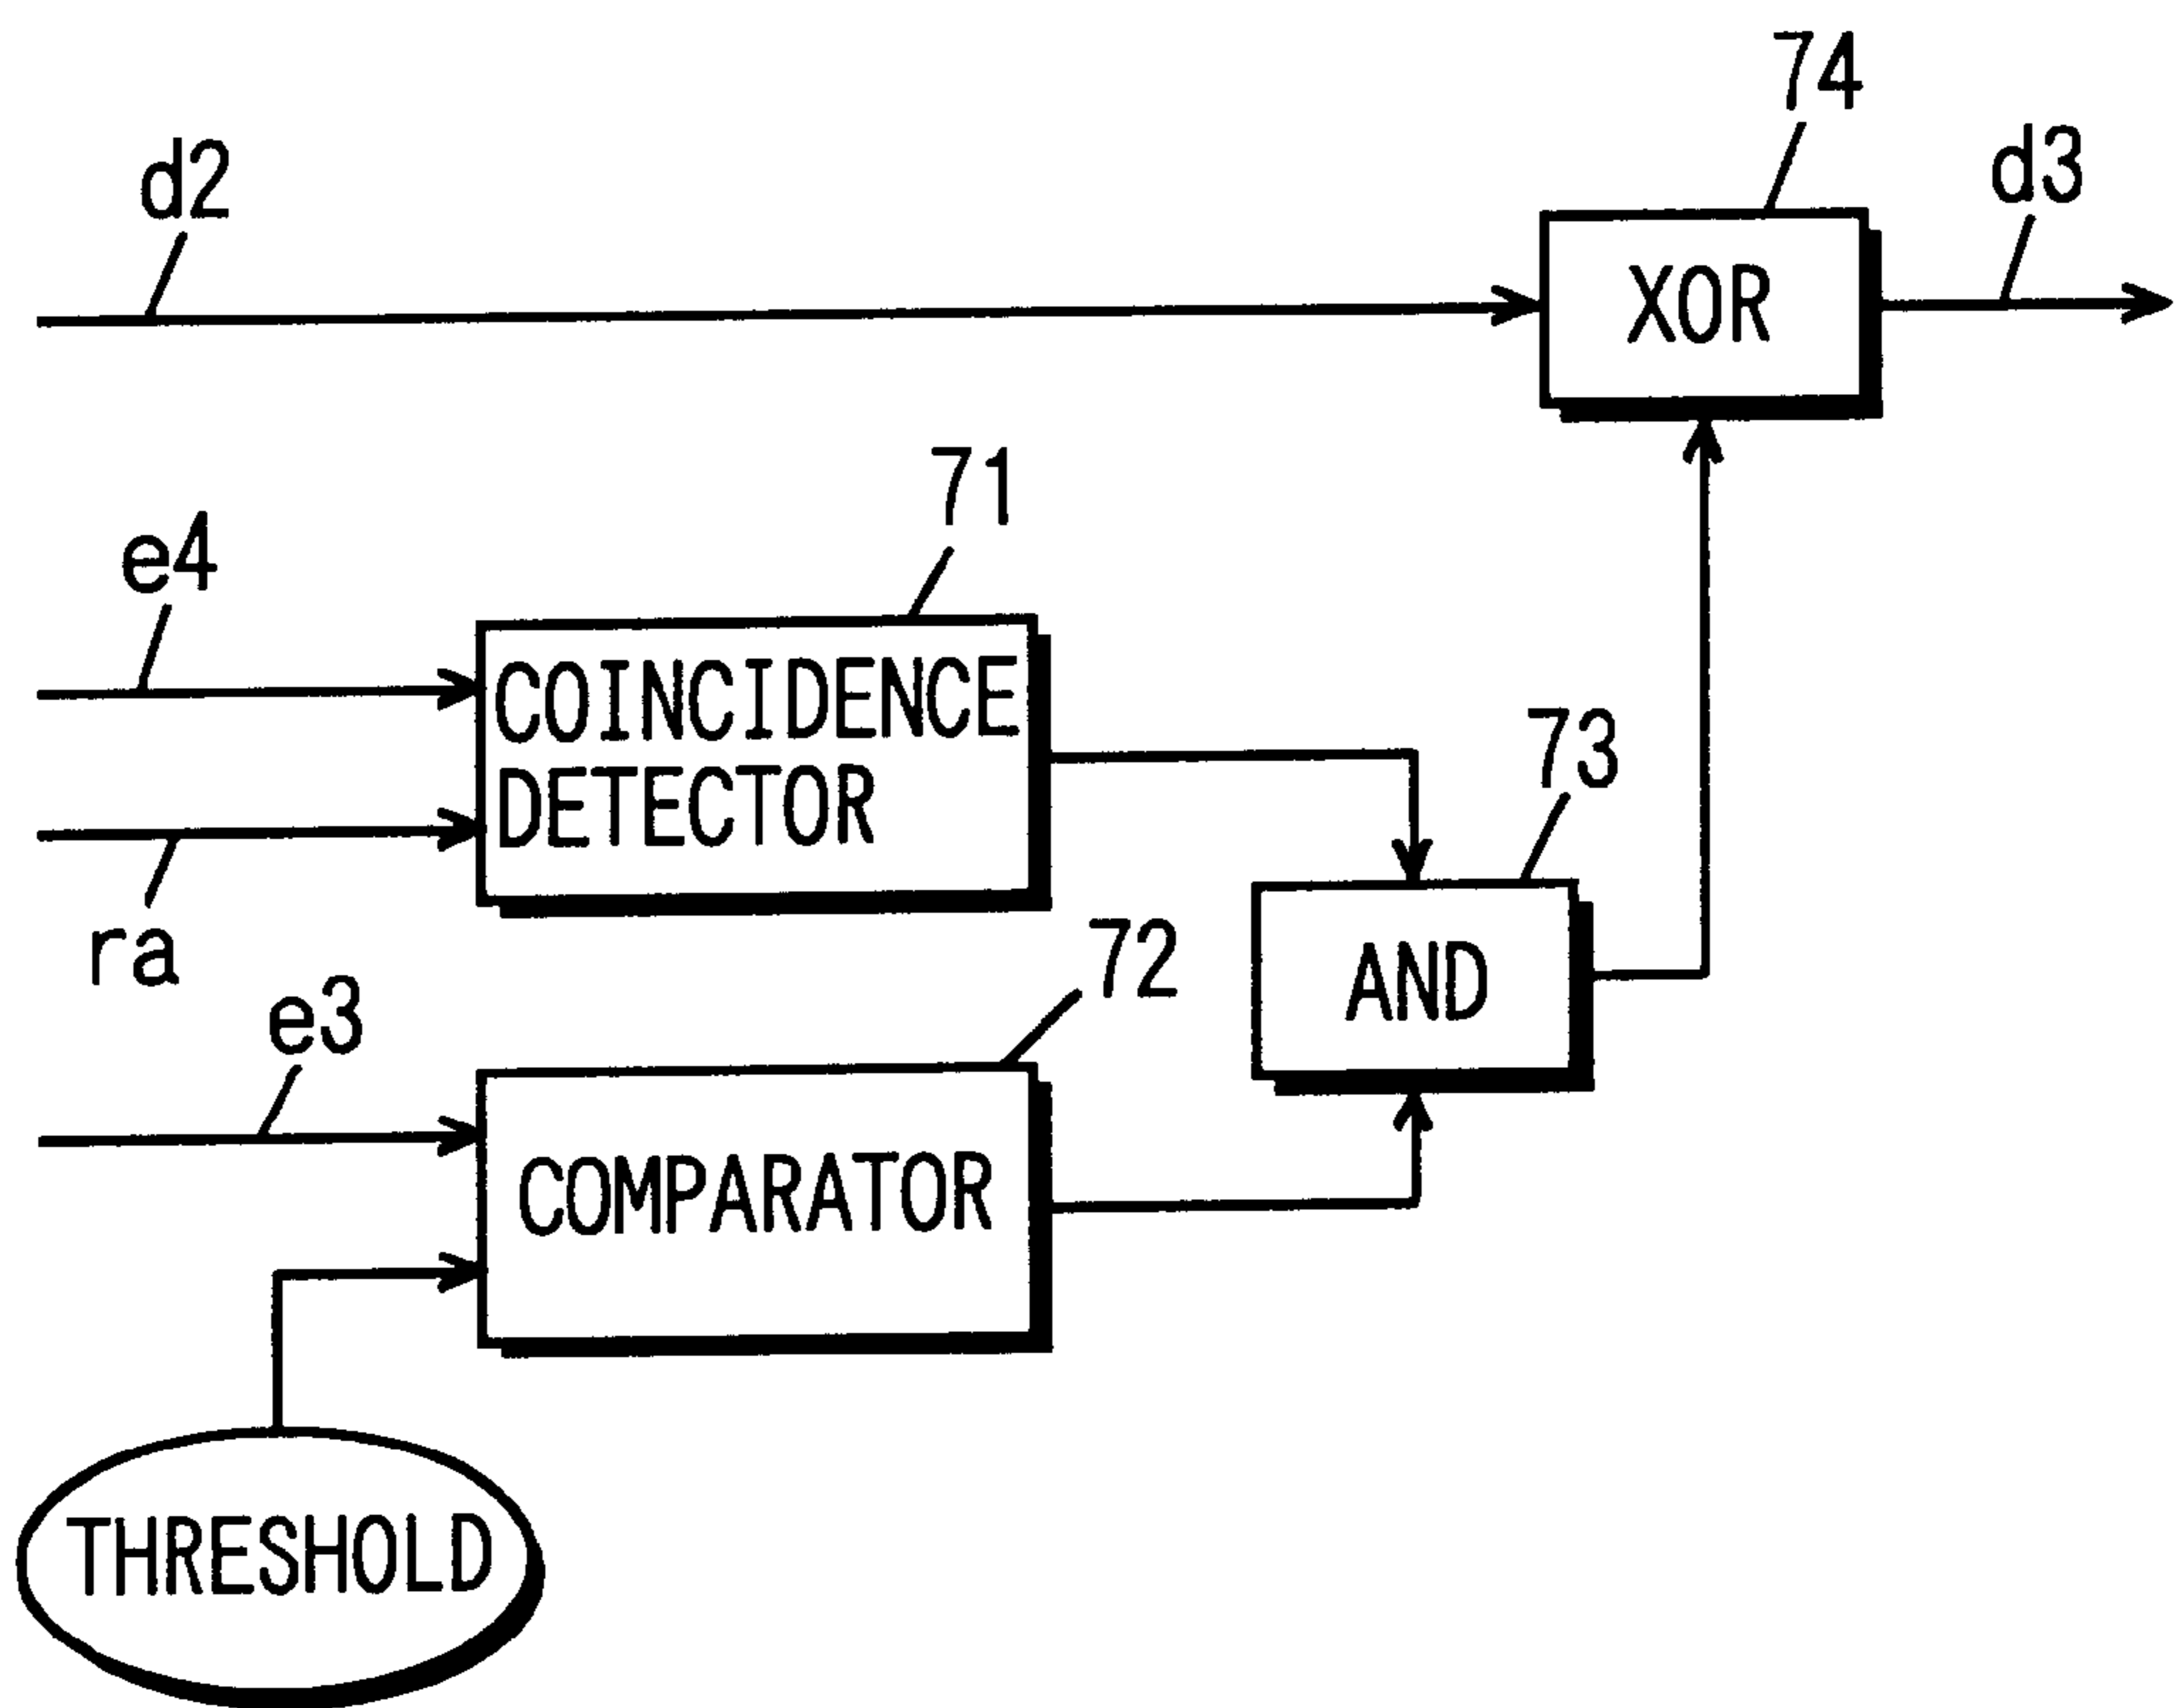 74
d2
d3
XOR
71
e4
COINCIDENCE
DETECTOR
73
ra
72
e3
AND
COMPARATOR
THRESHOLD